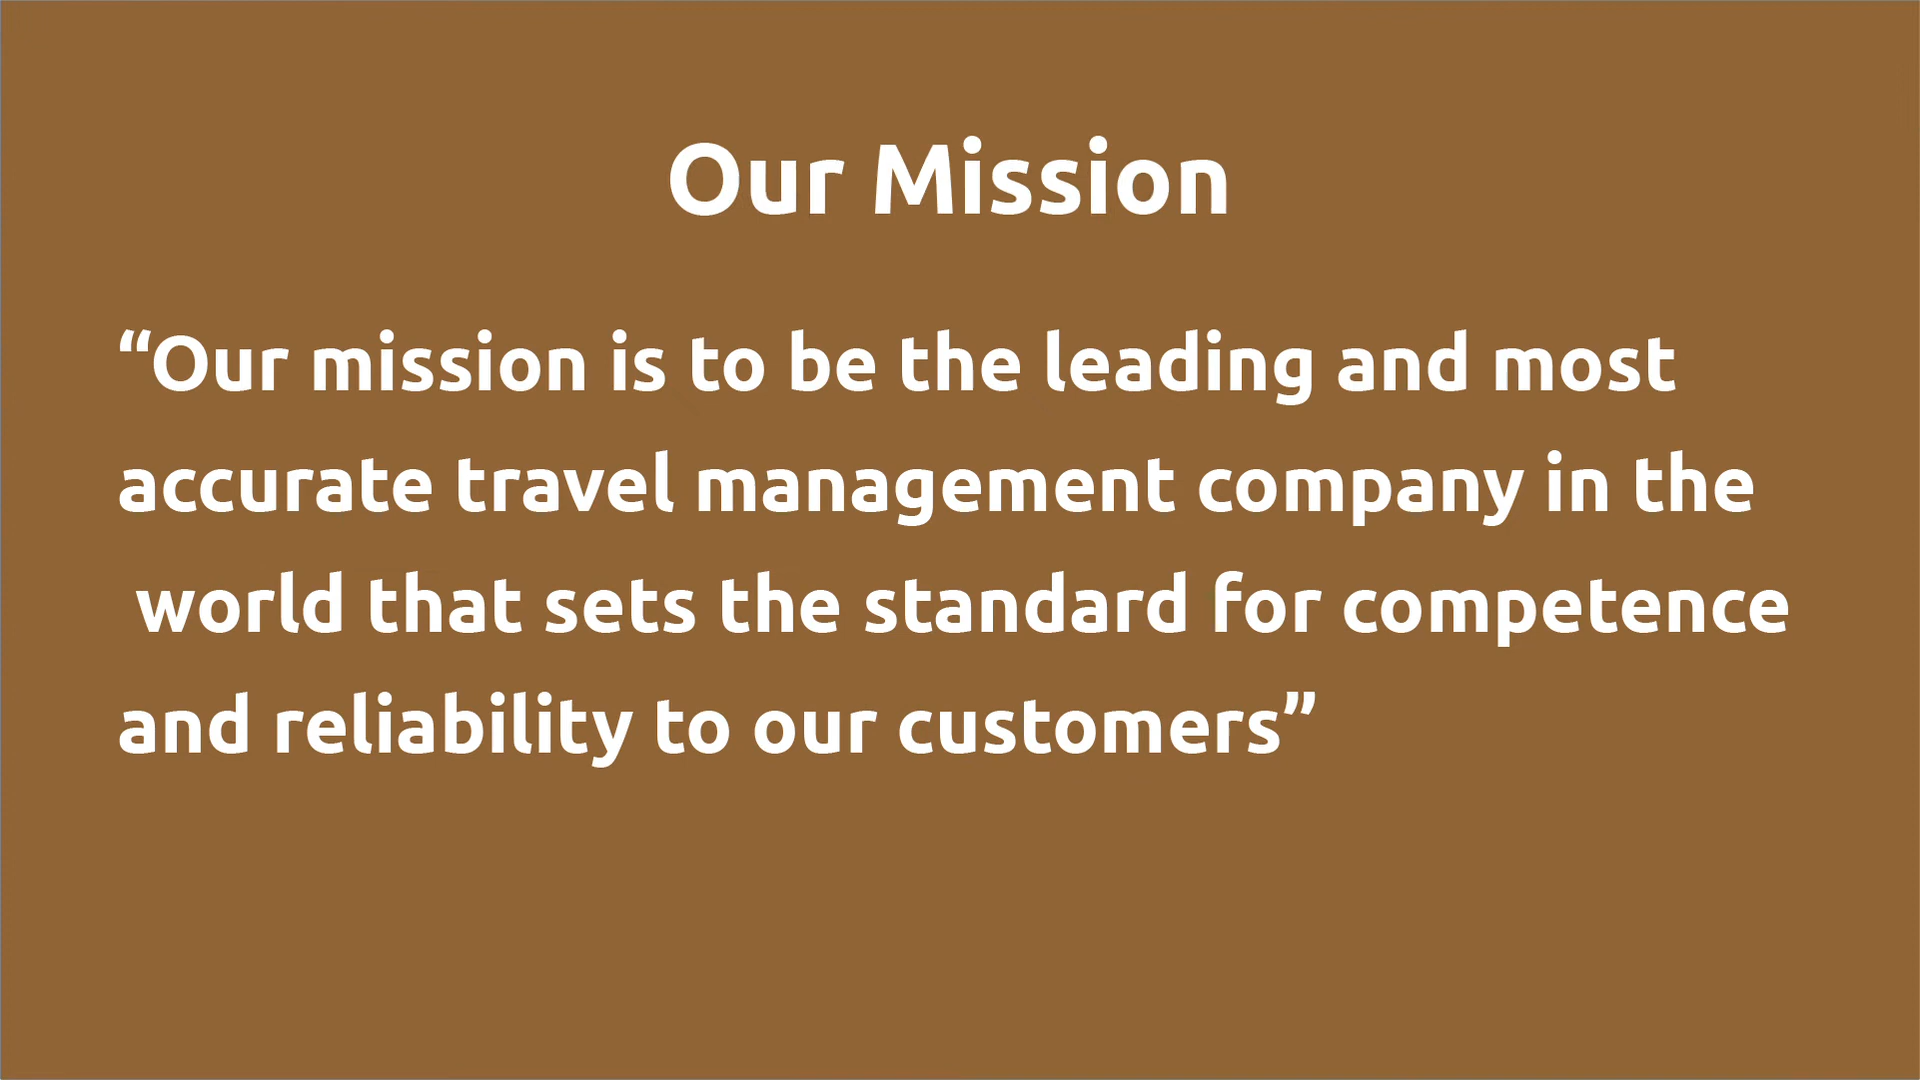 Our Mission
“Our mission is to be the leading and most
accurate travel management company in the
world that sets the standard for competence
and reliability to our customers”